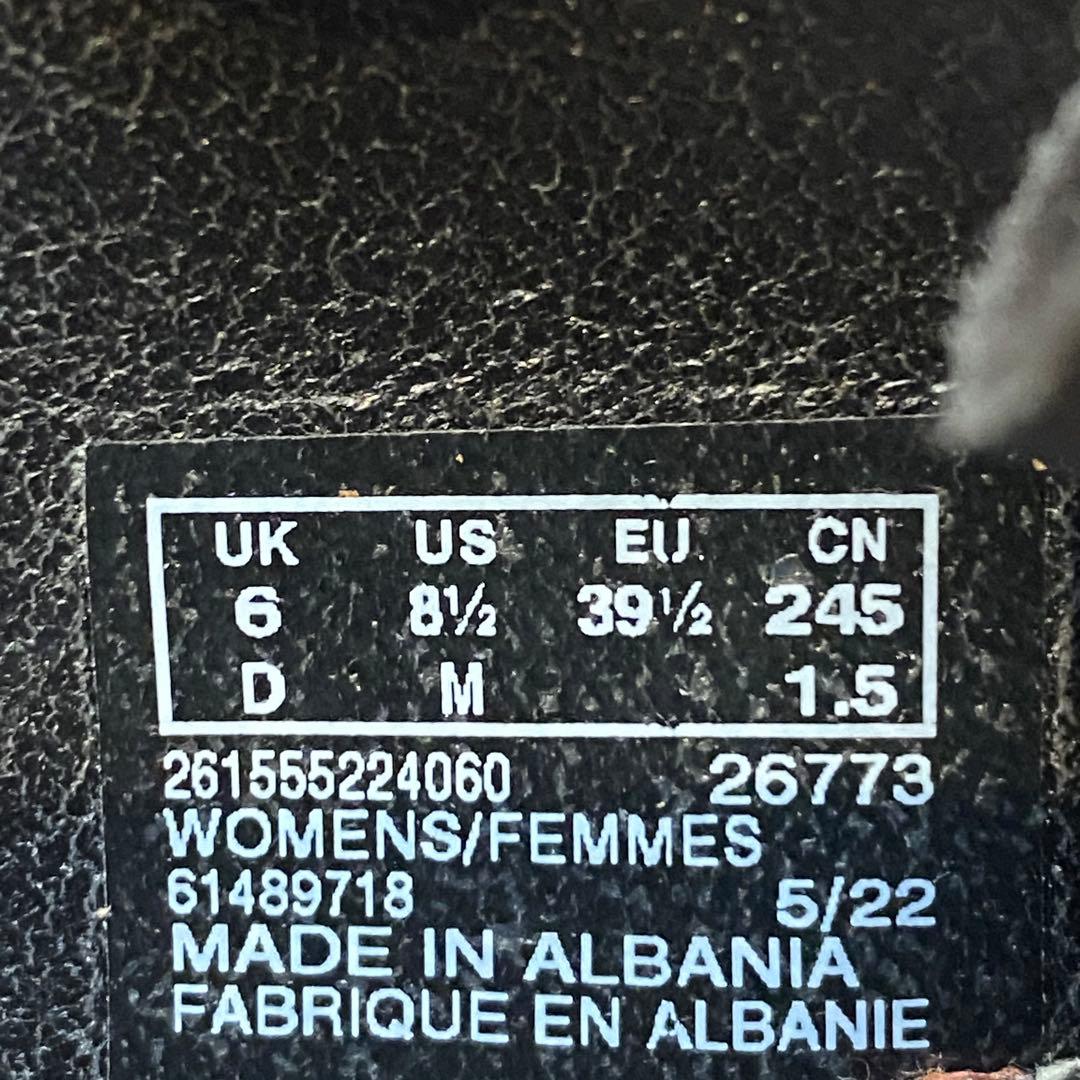 UK US EU CN
6 8½ 39½ 245
D M 1.5
261555224060 26773
WOMENS/FEMMES
61489718 5/22
MADE IN ALBANIA
FABRIQUE EN ALBANIE